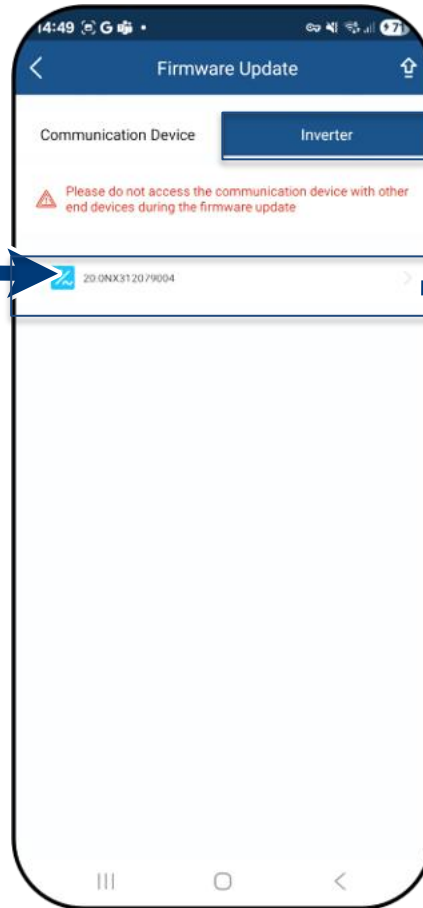 14:49 G
Firmware Update
Communication Device
Inverter
Please do not access the communication device with other
end devices during the firmware update
20.0NX312079004